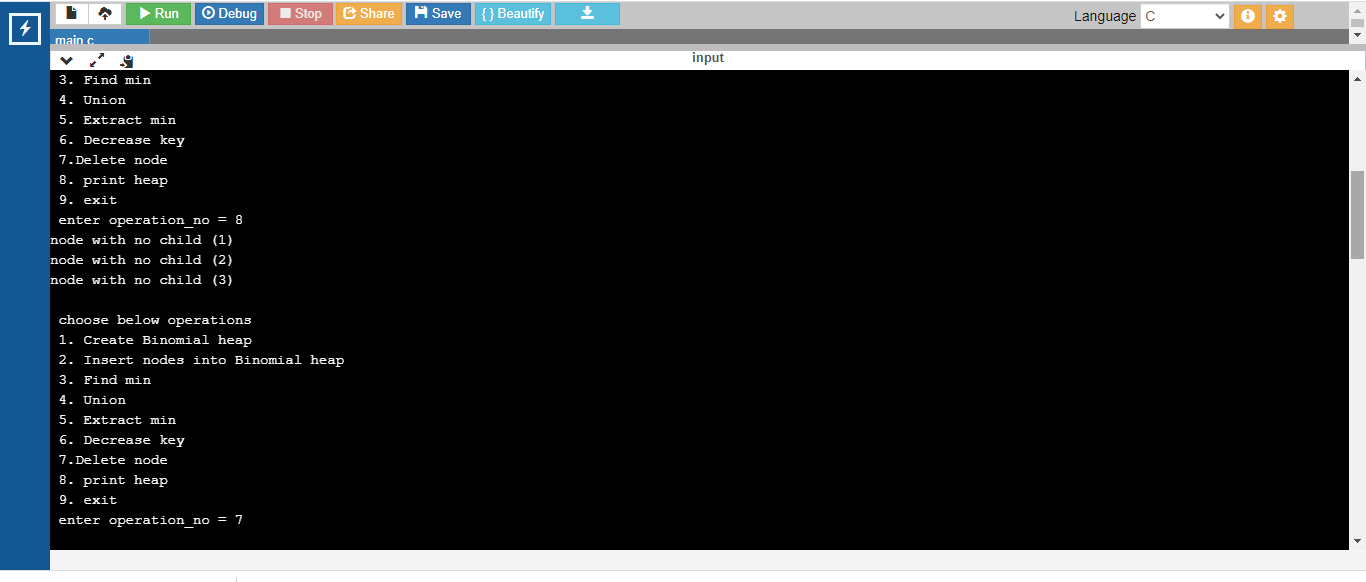 Run Debug Stop Share Save { } Beautify Language C
main.c
input
3. Find min
4. Union
5. Extract min
6. Decrease key
7.Delete node
8. print heap
9. exit
enter operation_no = 8
node with no child (1)
node with no child (2)
node with no child (3)
choose below operations
1. Create Binomial heap
2. Insert nodes into Binomial heap
3. Find min
4. Union
5. Extract min
6. Decrease key
7.Delete node
8. print heap
9. exit
enter operation_no = 7